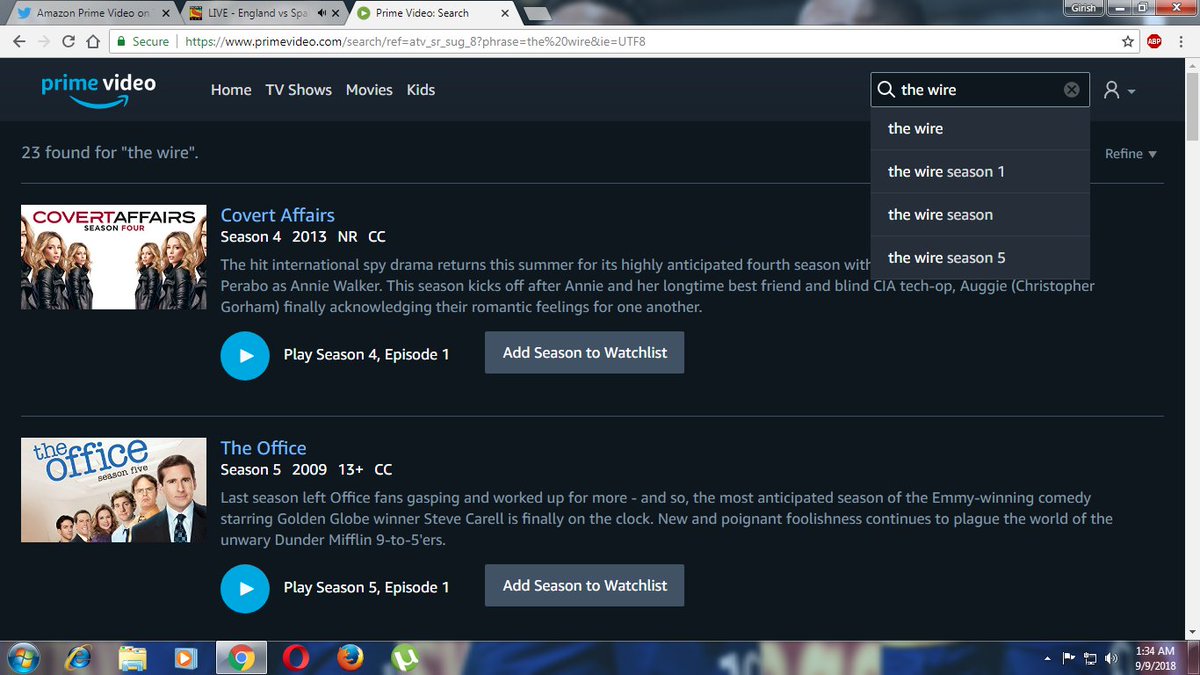 Amazon Prime Video on
LIVE - England vs Spa
Prime Video: Search
Girish
Secure
https://www.primevideo.com/search/ref=atv_sr_sug_8?phrase=the%20wire&ie=UTF8
ABP
prime video
Home
TV Shows
Movies
Kids
the wire
the wire
the wire season 1
the wire season
the wire season 5
23 found for "the wire".
Refine
COVERT AFFAIRS
SEASON FOUR
Covert Affairs
Season 4 2013 NR CC
The hit international spy drama returns this summer for its highly anticipated fourth season with
Perabo as Annie Walker. This season kicks off after Annie and her longtime best friend and blind CIA tech-op, Auggie (Christopher
Gorham) finally acknowledging their romantic feelings for one another.
Play Season 4, Episode 1
Add Season to Watchlist
the office
season five
The Office
Season 5 2009 13+ CC
Last season left Office fans gasping and worked up for more - and so, the most anticipated season of the Emmy-winning comedy
starring Golden Globe winner Steve Carell is finally on the clock. New and poignant foolishness continues to plague the world of the
unwary Dunder Mifflin 9-to-5'ers.
Play Season 5, Episode 1
Add Season to Watchlist
1:34 AM
9/9/2018